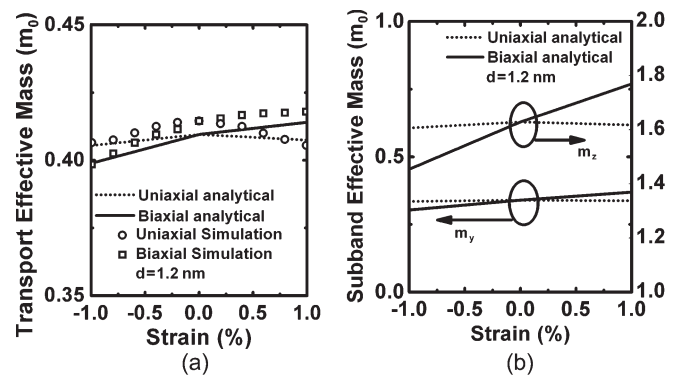 Transport Effective Mass (m0)
0.45
0.40
0.35
Uniaxial analytical
Biaxial analytical
Uniaxial Simulation
Biaxial Simulation
d=1.2 nm
-1.0 -0.5 0.0 0.5 1.0
Strain (%)
(a)
Subband Effective Mass (m0)
1.0
0.5
0.0
Uniaxial analytical
Biaxial analytical
d=1.2 nm
mz
my
2.0
1.8
1.6
1.4
1.2
1.0
-1.0 -0.5 0.0 0.5 1.0
Strain (%)
(b)